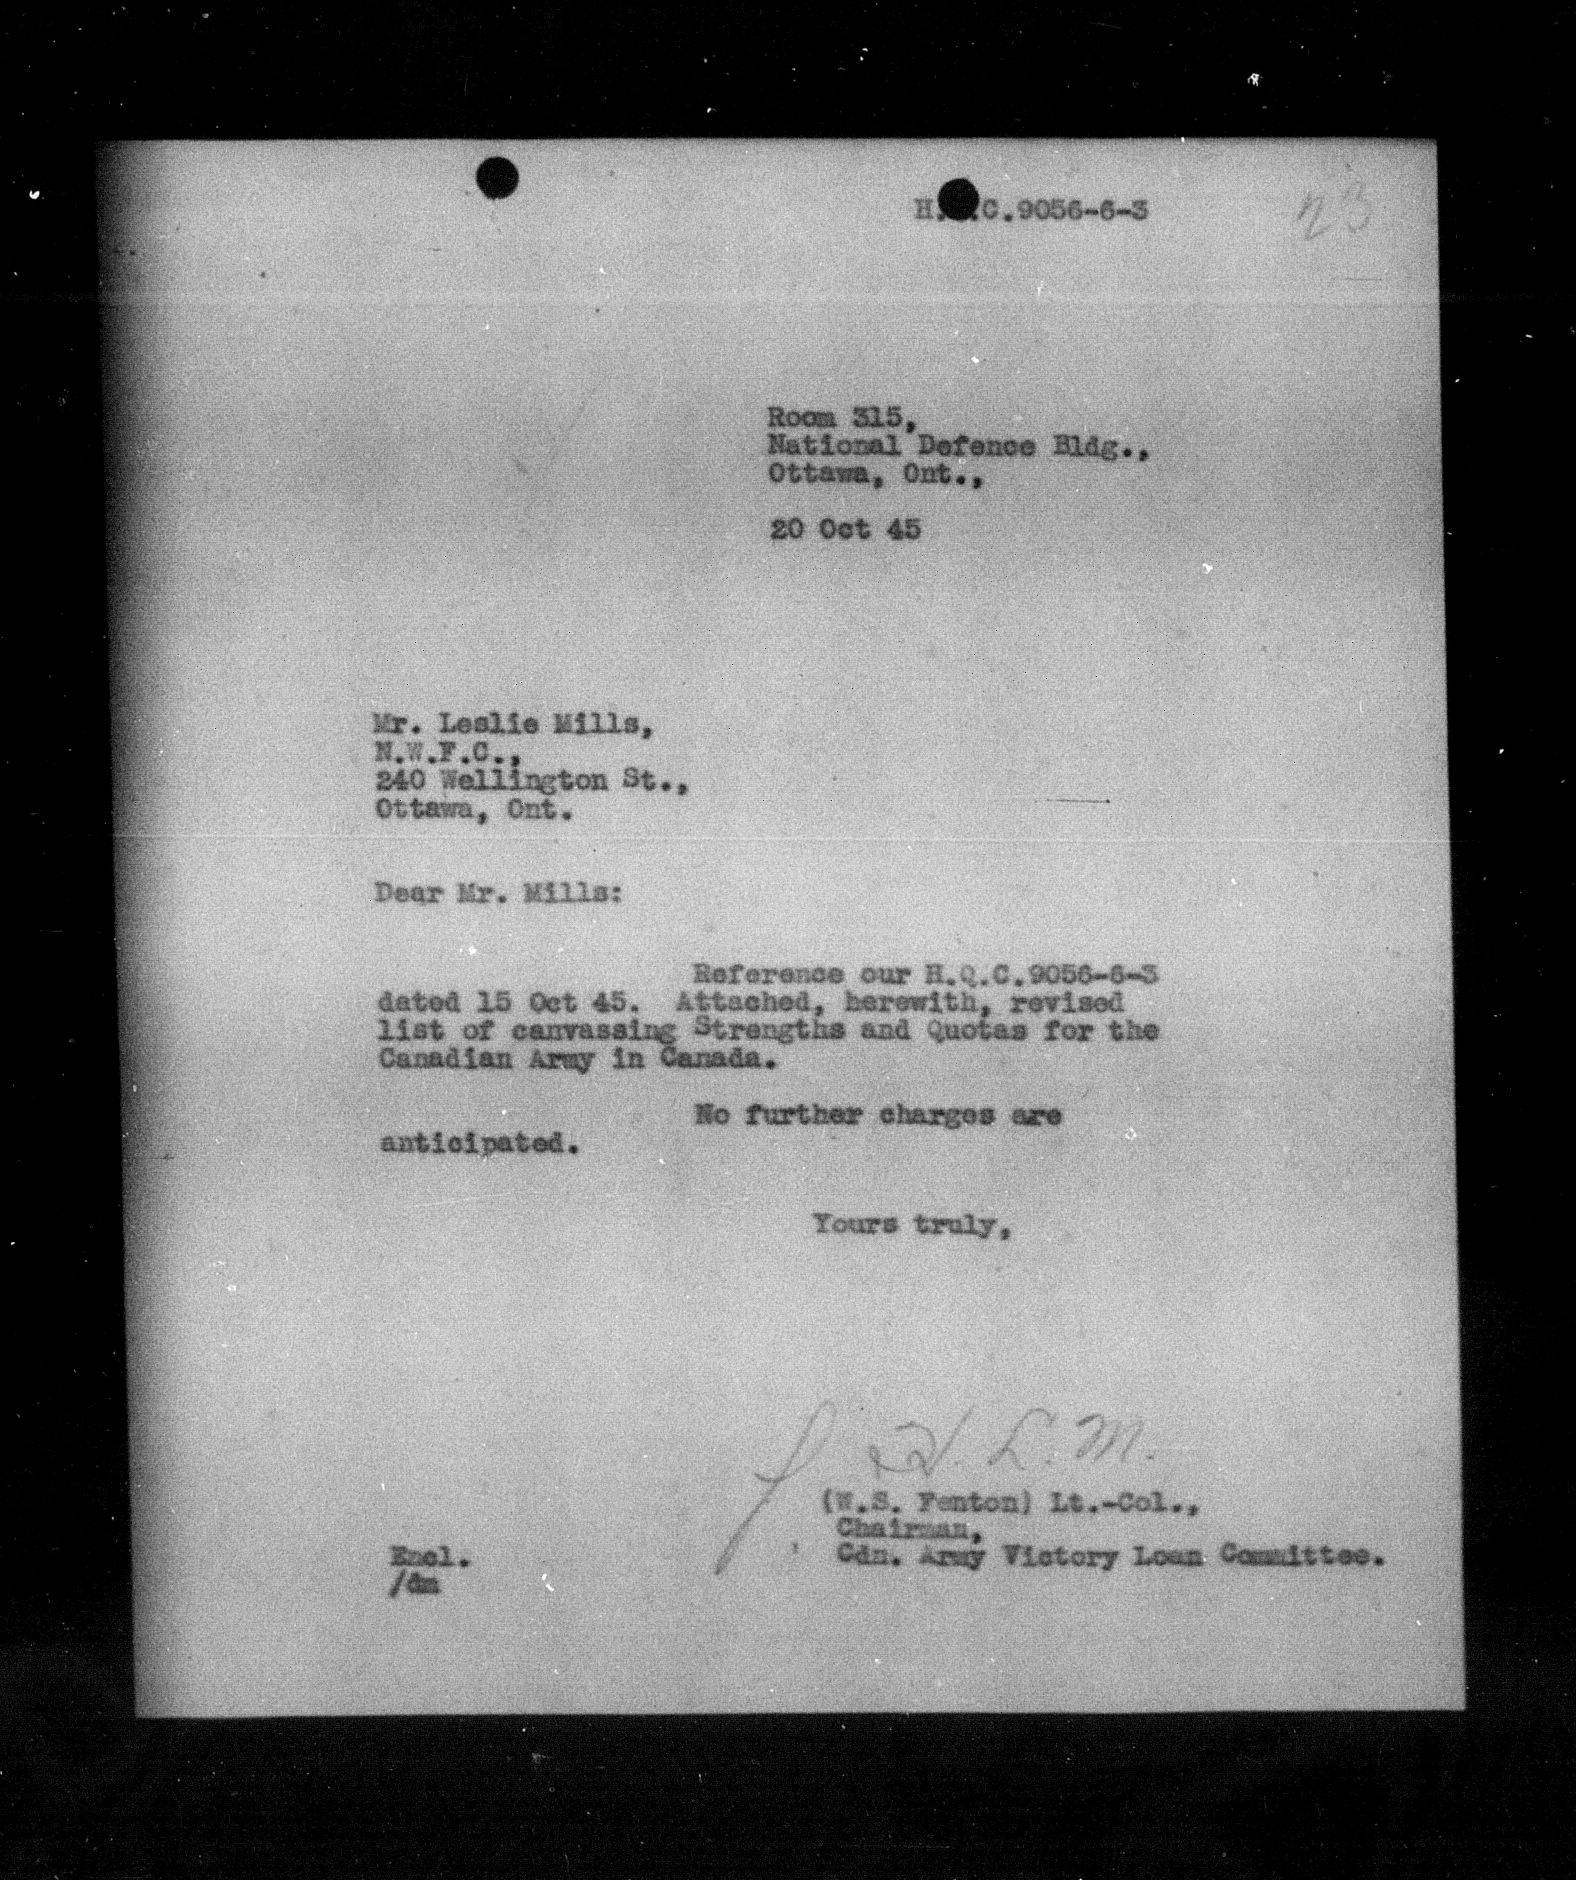 H.Q.C.9056-6-3
23
Room 315,
National Defence Bldg.,
Ottawa, Ont.,
20 Oct 45
Mr. Leslie Mills,
N.W.F.C.,
240 Wellington St.,
Ottawa, Ont.
Dear Mr. Mills:
Reference our H.Q.C.9056-6-3
dated 15 Oct 45. Attached, herewith, revised
list of canvassing Strengths and Quotas for the
Canadian Army in Canada.
No further charges are
anticipated.
Yours truly,
(W.S. Fenton) Lt.-Col.,
Chairman,
Cdn. Army Victory Loan Committee.
Encl.
/dm